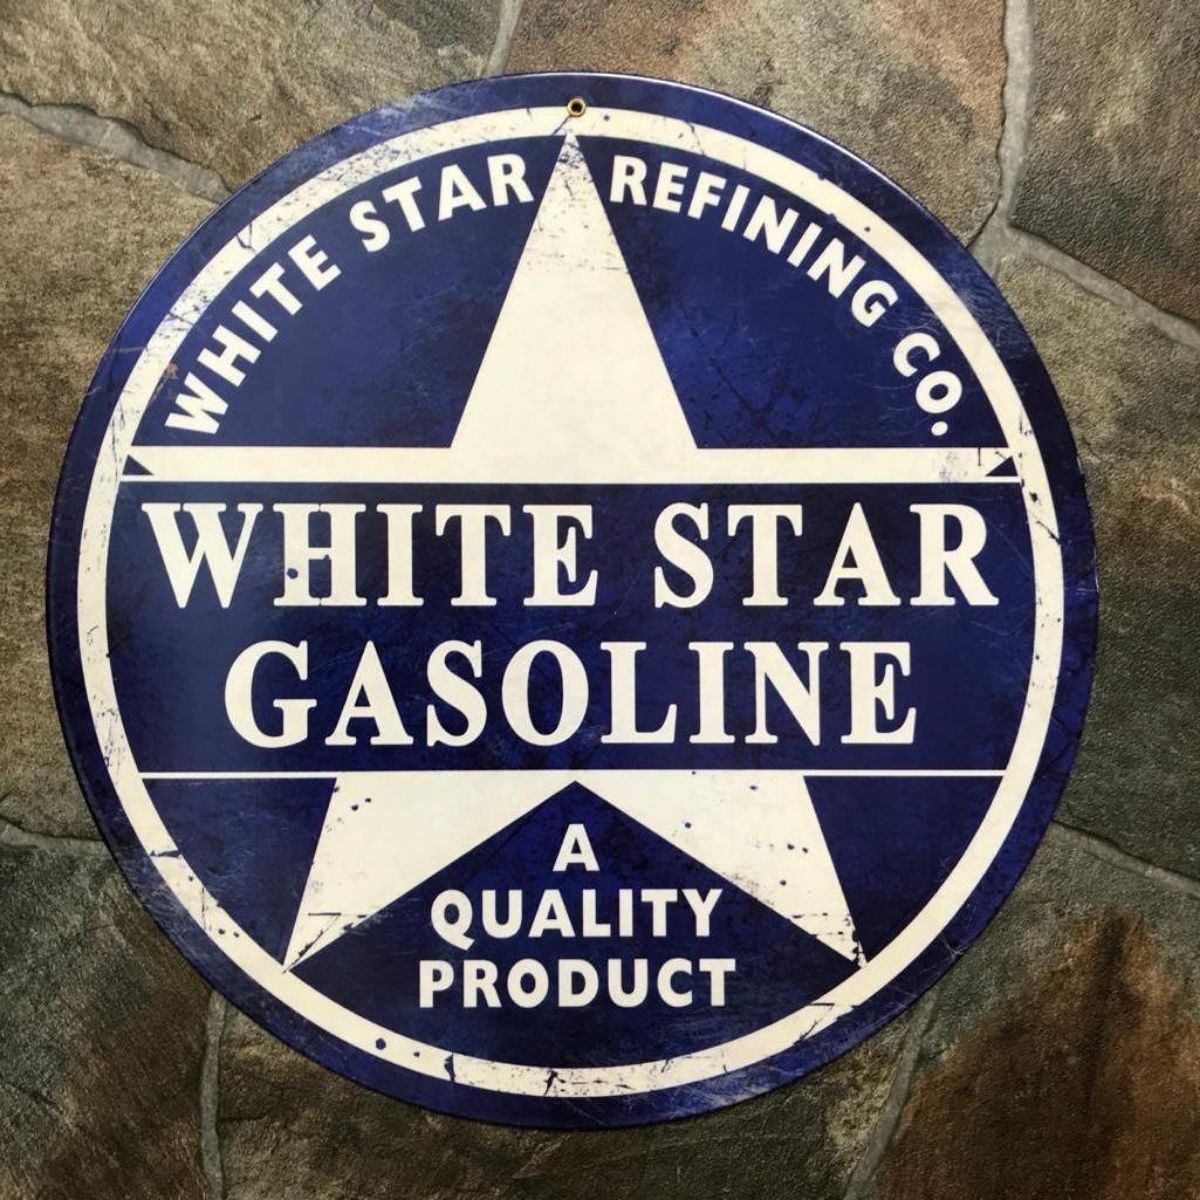 WHITE STAR REFINING CO.
WHITE STAR
GASOLINE
A
QUALITY
PRODUCT